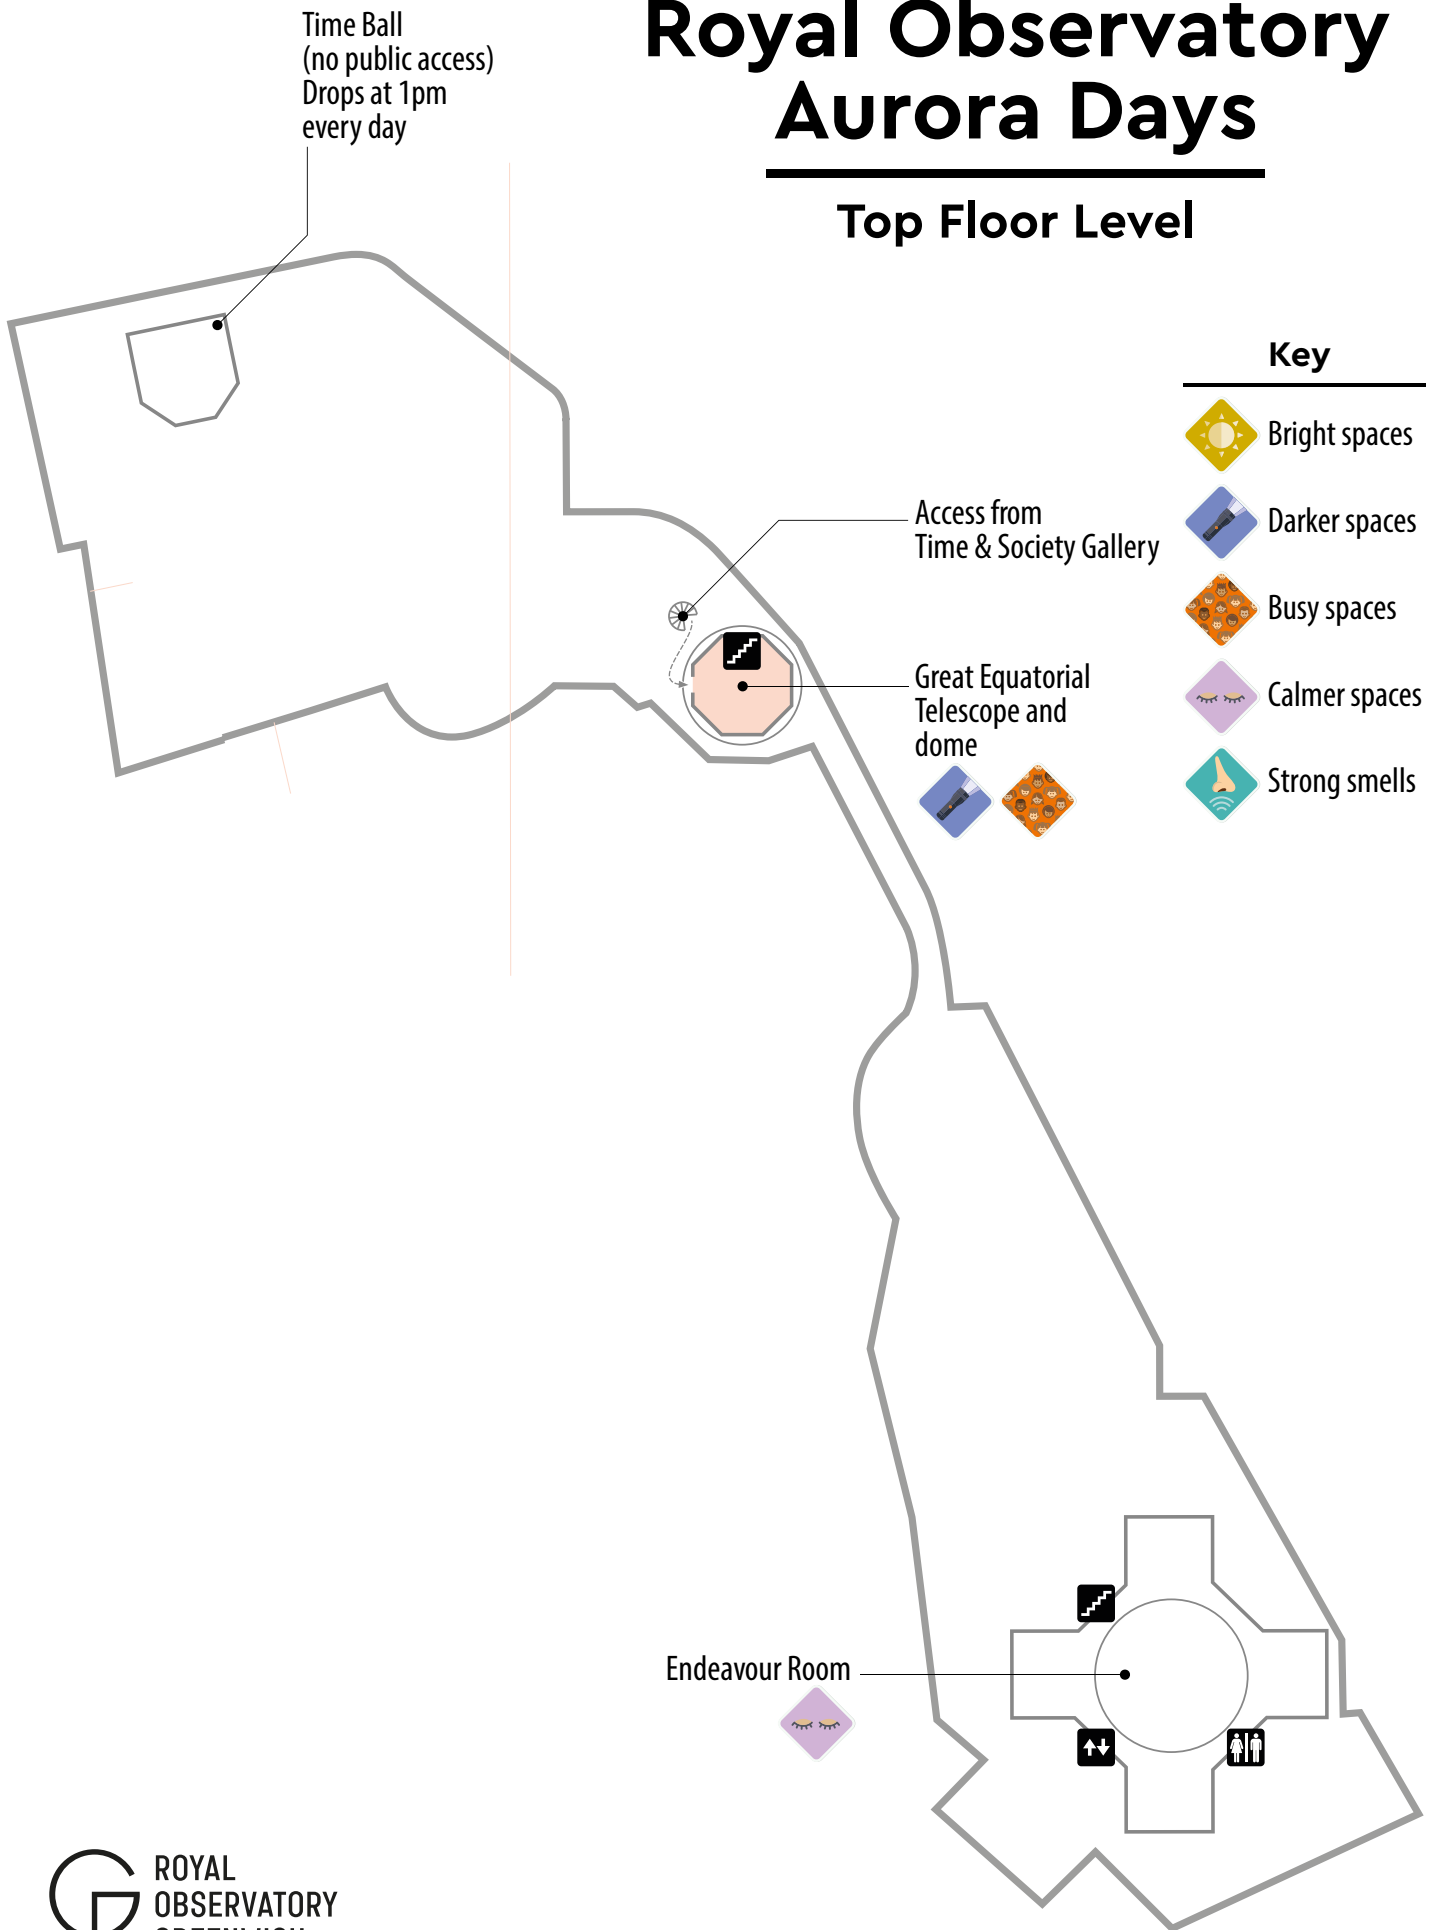 Time Ball
(no public access)
Drops at 1pm
every day
Royal Observatory
Aurora Days
Top Floor Level
Key
Bright spaces
Darker spaces
Busy spaces
Calmer spaces
Strong smells
Access from
Time & Society Gallery
Great Equatorial
Telescope and
dome
Endeavour Room
ROYAL
OBSERVATORY